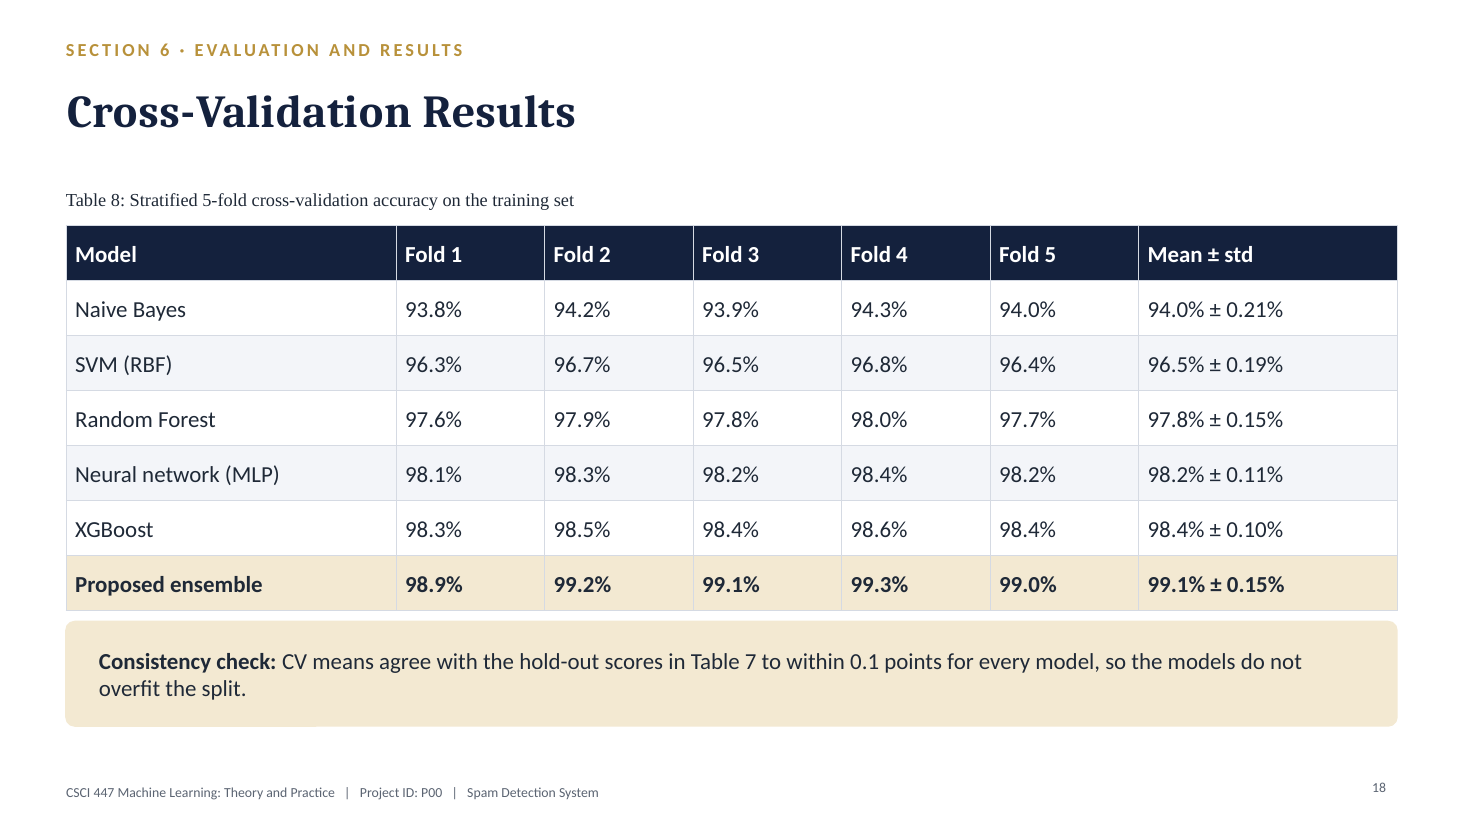 SECTION 6 · EVALUATION AND RESULTS
Cross-Validation Results
Table 8: Stratified 5-fold cross-validation accuracy on the training set
Model Fold 1 Fold 2 Fold 3 Fold 4 Fold 5 Mean ± std
Naive Bayes 93.8% 94.2% 93.9% 94.3% 94.0% 94.0% ± 0.21%
SVM (RBF) 96.3% 96.7% 96.5% 96.8% 96.4% 96.5% ± 0.19%
Random Forest 97.6% 97.9% 97.8% 98.0% 97.7% 97.8% ± 0.15%
Neural network (MLP) 98.1% 98.3% 98.2% 98.4% 98.2% 98.2% ± 0.11%
XGBoost 98.3% 98.5% 98.4% 98.6% 98.4% 98.4% ± 0.10%
Proposed ensemble 98.9% 99.2% 99.1% 99.3% 99.0% 99.1% ± 0.15%
Consistency check: CV means agree with the hold-out scores in Table 7 to within 0.1 points for every model, so the models do not
overfit the split.
CSCI 447 Machine Learning: Theory and Practice | Project ID: P00 | Spam Detection System
18